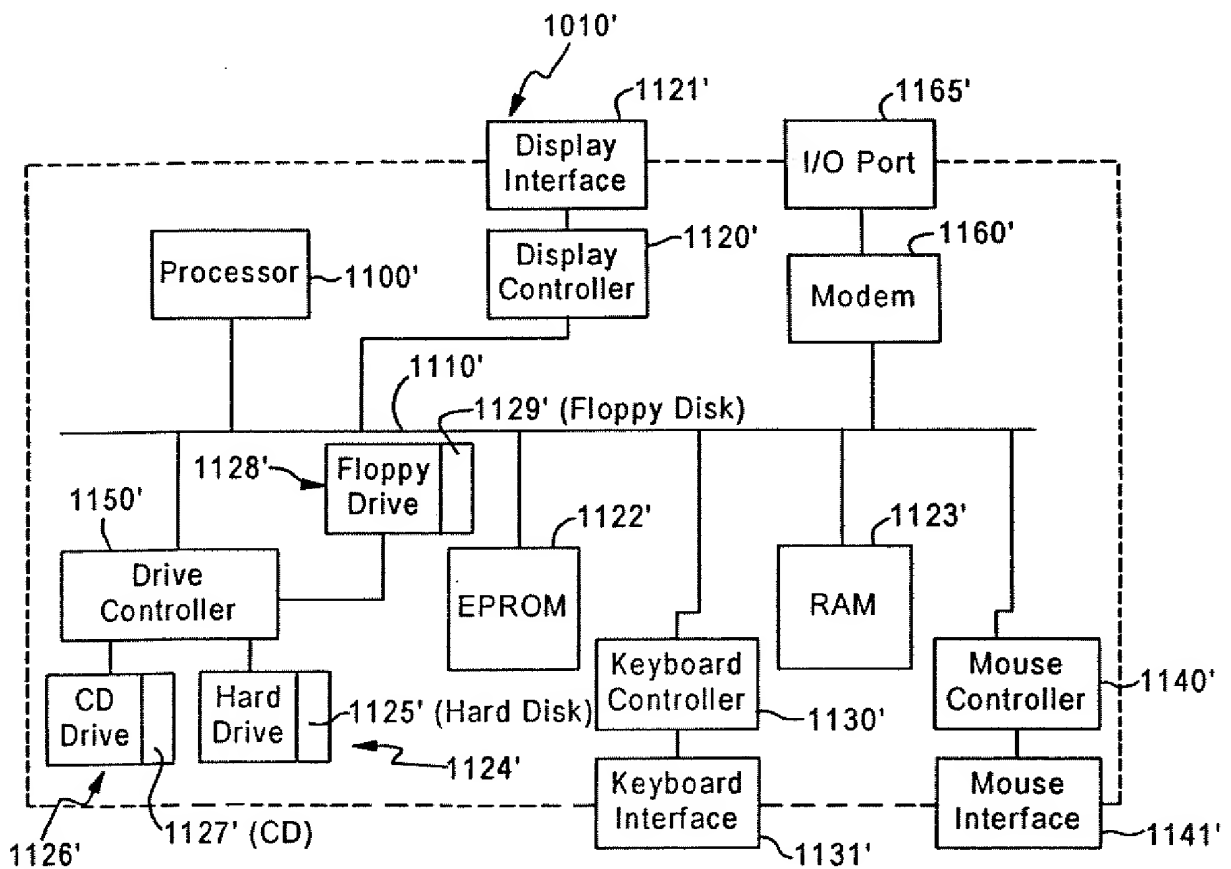 1010'
1121'
1165'
Display
Interface
I/O Port
1120'
1160'
Processor
1100'
Display
Controller
Modem
1110'
1129' (Floppy Disk)
1128'
Floppy
Drive
1150'
1122'
1123'
Drive
Controller
EPROM
RAM
CD
Drive
Hard
Drive
1125' (Hard Disk)
Keyboard
Controller
1130'
Mouse
Controller
1140'
1124'
1126'
1127' (CD)
Keyboard
Interface
1131'
Mouse
Interface
1141'